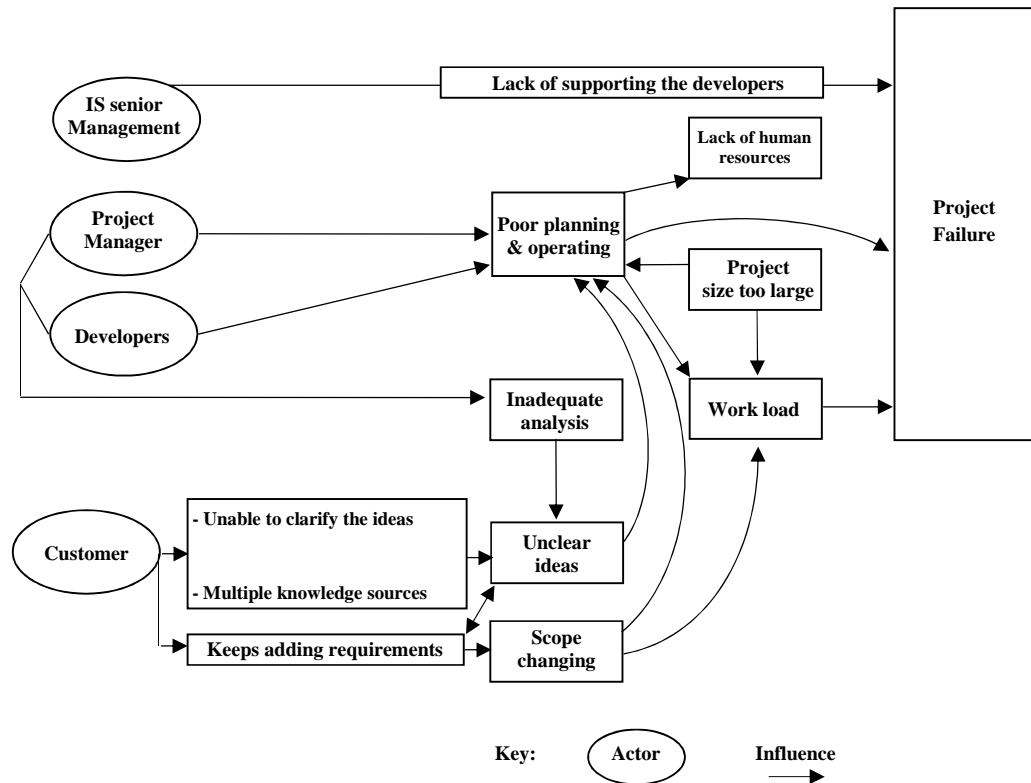 Lack of supporting the developers
IS senior
Management
Lack of human
resources
Project
Manager
Poor planning
& operating
Project
Failure
Project
size too large
Developers
Inadequate
analysis
Work load
- Unable to clarify the ideas
Customer
Unclear
ideas
- Multiple knowledge sources
Keeps adding requirements
Scope
changing
Key:
Actor
Influence